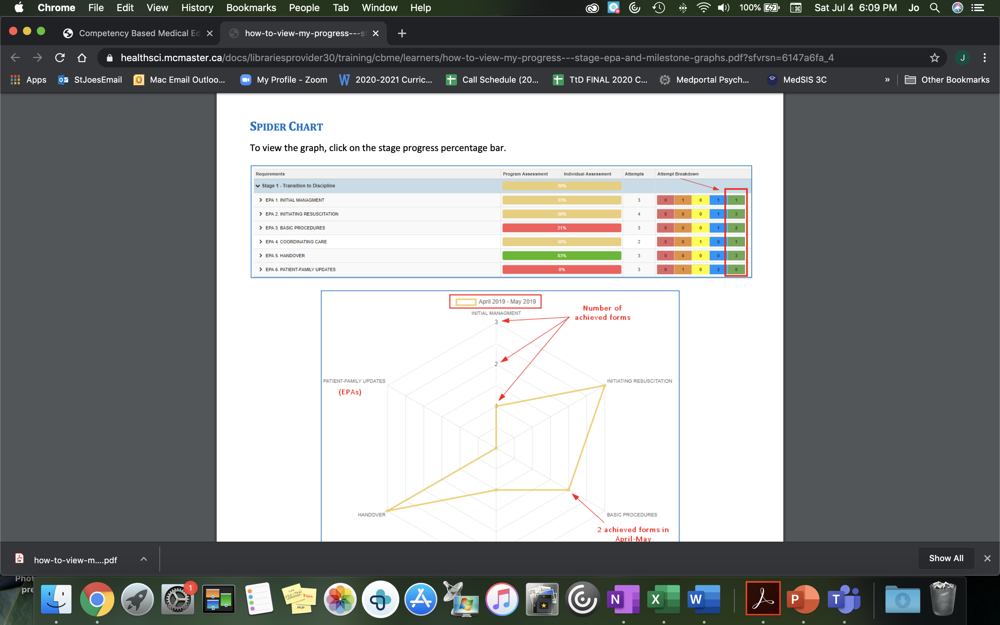 Chrome File Edit View History Bookmarks People Tab Window Help 100% Sat Jul 4 6:09 PM Jo
Competency Based Medical Ed
how-to-view-my-progress---st
healthsci.mcmaster.ca/docs/librariesprovider30/training/cbme/learners/how-to-view-my-progress---stage-epa-and-milestone-graphs.pdf?sfvrsn=6147a6fa_4
J
Apps StJoesEmail Mac Email Outloo... My Profile - Zoom 2020-2021 Curric... Call Schedule (20... TtD FINAL 2020 C... Medportal Psych... MedSIS 3C » Other Bookmarks
SPIDER CHART
To view the graph, click on the stage progress percentage bar.
Requirements Program Assessment Individual Assessment Attempts Attempt Breakdown
Stage 1 - Transition to Discipline 39%
EPA 1. INITIAL MANAGMENT 33% 3 0 1 0 1 1
EPA 2. INITIATING RESUSCITATION 50% 4 0 0 0 1 3
EPA 3. BASIC PROCEDURES 21% 3 0 0 0 1 2
EPA 4. COORDINATING CARE 50% 2 0 0 1 0 1
EPA 5. HANDOVER 83% 3 0 0 0 0 3
EPA 6. PATIENT-FAMILY UPDATES 0% 3 0 1 0 2 0
April 2019 - May 2019
Number of
achieved forms
INITIAL MANAGMENT
3
2
1
PATIENT-FAMILY UPDATES
(EPAs)
INITIATING RESUSCITATION
HANDOVER
BASIC PROCEDURES
2 achieved forms in
April-May
how-to-view-m....pdf
Show All
Phot
pre
1
555-7361
EGGS
MILK
N
X
W
P
T